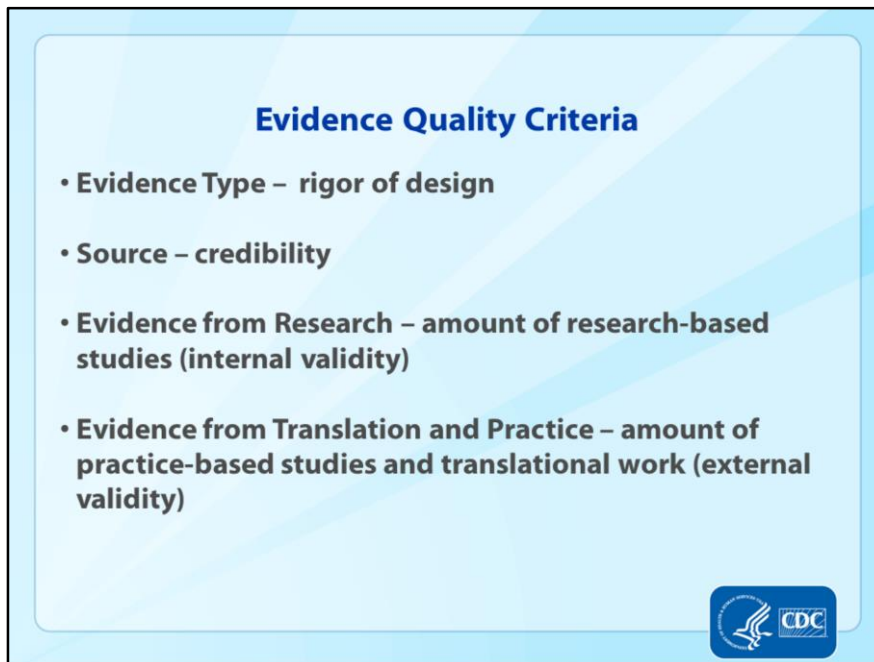 Evidence Quality Criteria
• Evidence Type – rigor of design
• Source – credibility
• Evidence from Research – amount of research-based
studies (internal validity)
• Evidence from Translation and Practice – amount of
practice-based studies and translational work (external
validity)
CDC